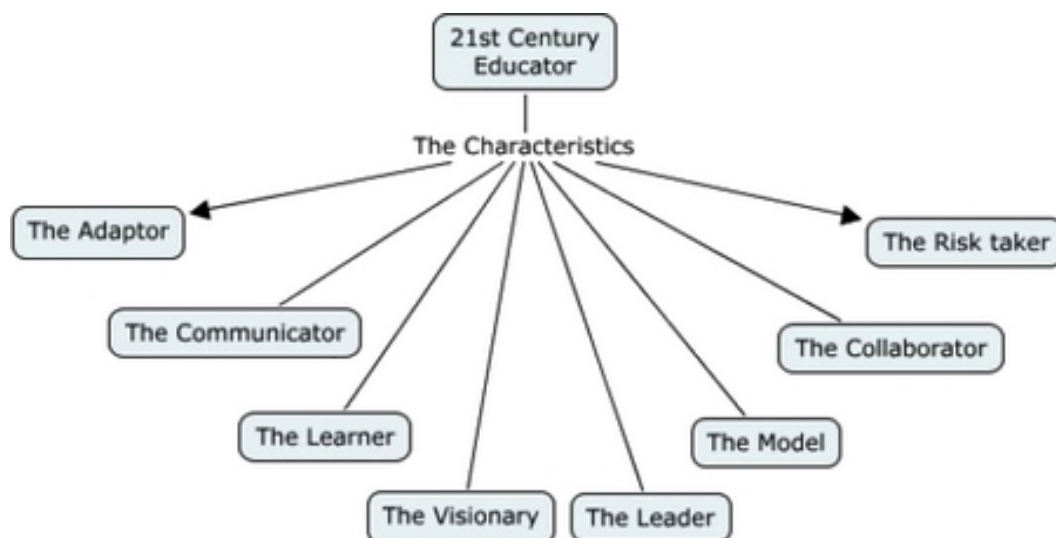 21st Century
Educator
The Characteristics
The Adaptor
The Risk taker
The Communicator
The Collaborator
The Learner
The Model
The Visionary
The Leader